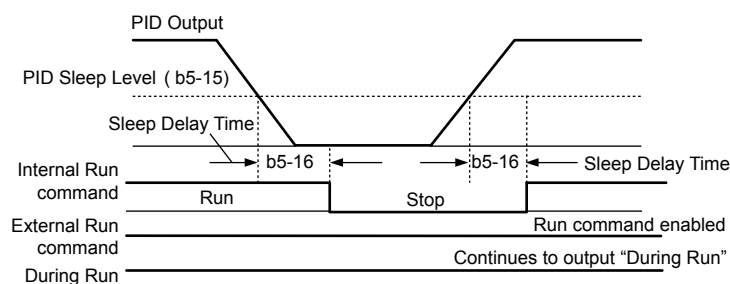 PID Output
PID Sleep Level ( b5-15)
Sleep Delay Time
b5-16
b5-16
Sleep Delay Time
Internal Run
command
Run
Stop
External Run
command
Run command enabled
Continues to output “During Run”
During Run